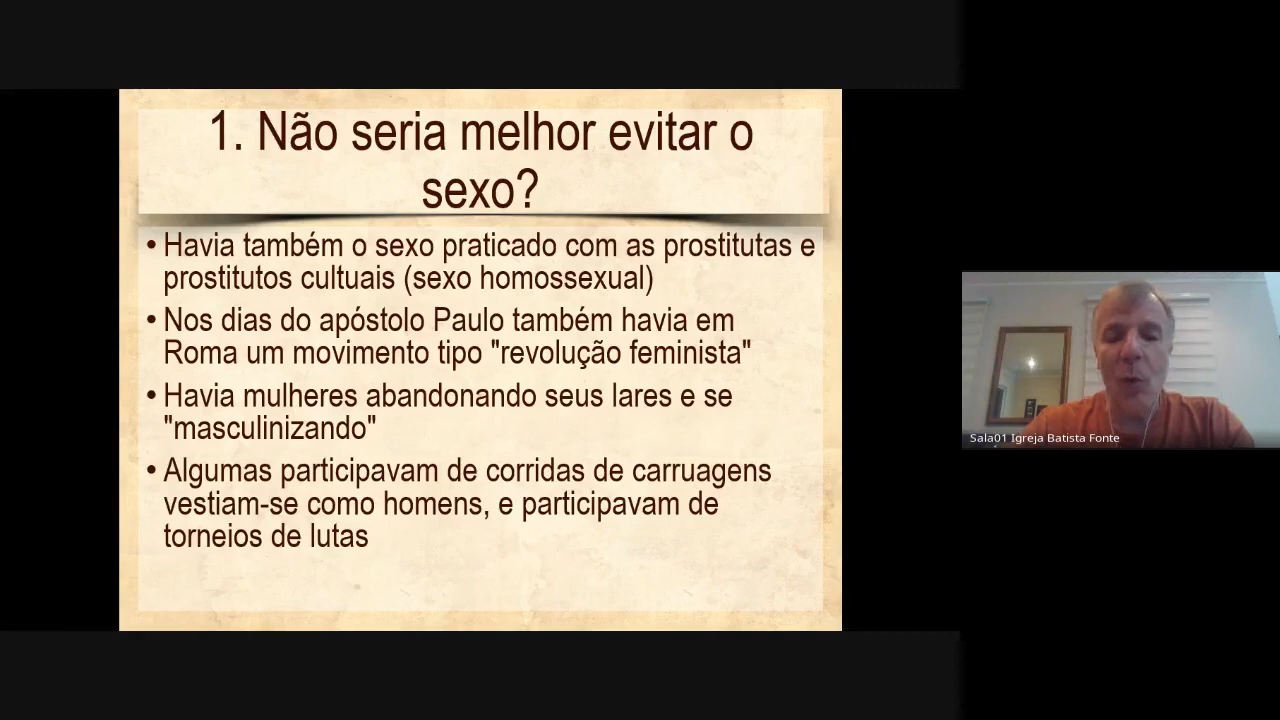 1. Não seria melhor evitar o
sexo?
• Havia também o sexo praticado com as prostitutas e
prostitutos cultuais (sexo homossexual)
• Nos dias do apóstolo Paulo também havia em
Roma um movimento tipo "revolução feminista"
• Havia mulheres abandonando seus lares e se
"masculinizando"
• Algumas participavam de corridas de carruagens
vestiam-se como homens, e participavam de
torneios de lutas
Sala01 Igreja Batista Fonte